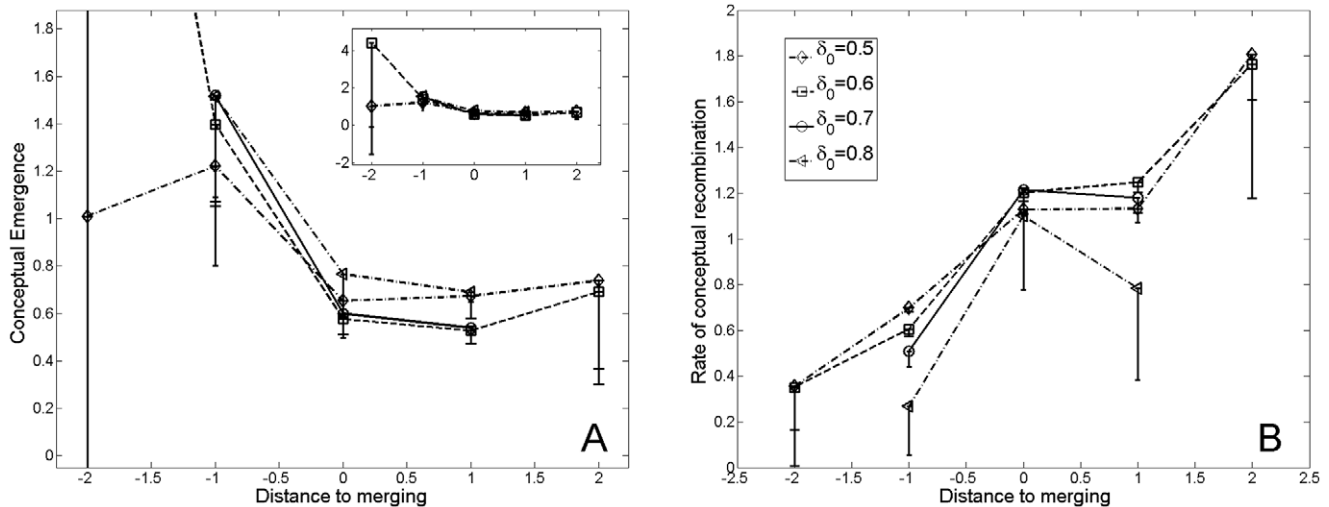 1.8
1.6
1.4
1.2
1
0.8
0.6
0.4
0.2
0
Conceptual Emergence
-2 -1.5 -1 -0.5 0 0.5 1 1.5 2
Distance to merging
4
2
0
-2
-2 -1 0 1 2
A
2
1.8
1.6
1.4
1.2
1
0.8
0.6
0.4
0.2
0
Rate of conceptual recombination
-2.5 -2 -1.5 -1 -0.5 0 0.5 1 1.5 2 2.5
Distance to merging
δ₀=0.5
δ₀=0.6
δ₀=0.7
δ₀=0.8
B